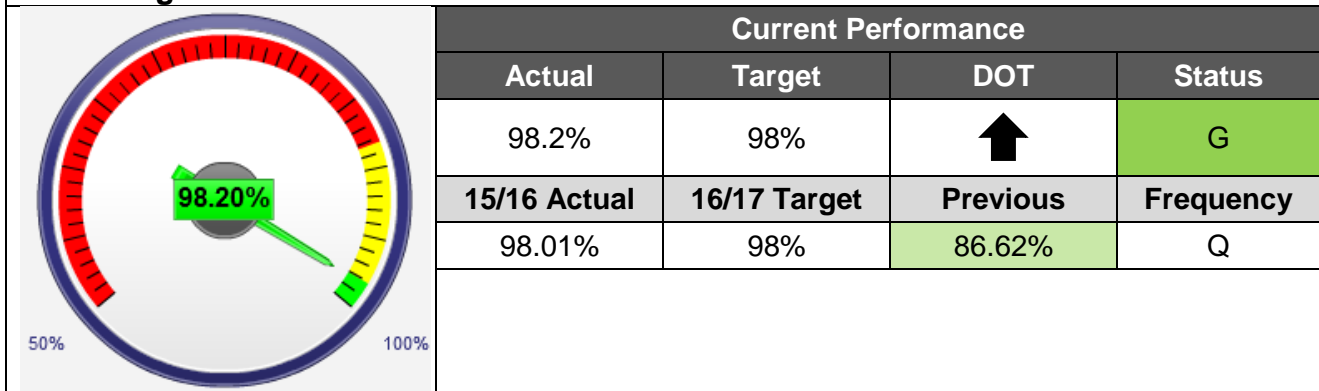 Current Performance
Actual Target DOT Status
98.2% 98% G
15/16 Actual 16/17 Target Previous Frequency
98.01% 98% 86.62% Q
98.20%
50% 100%